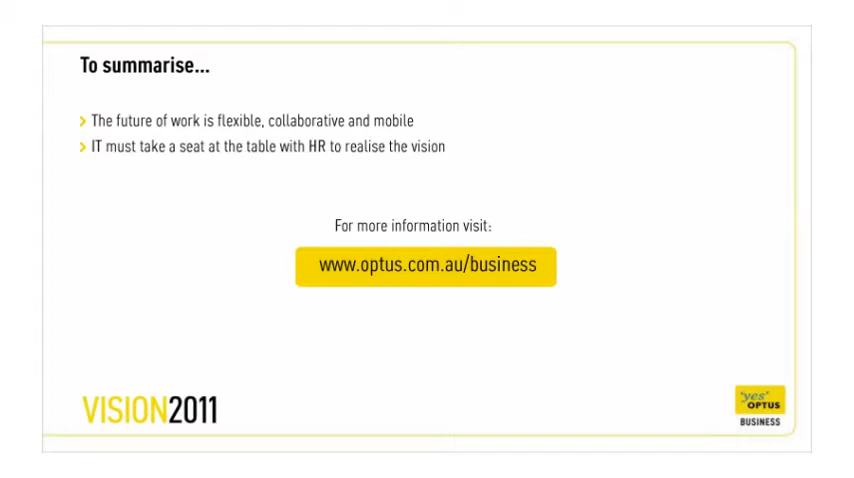 To summarise...
The future of work is flexible, collaborative and mobile
IT must take a seat at the table with HR to realise the vision
For more information visit:
www.optus.com.au/business
VISION2011
'yes'
OPTUS
BUSINESS